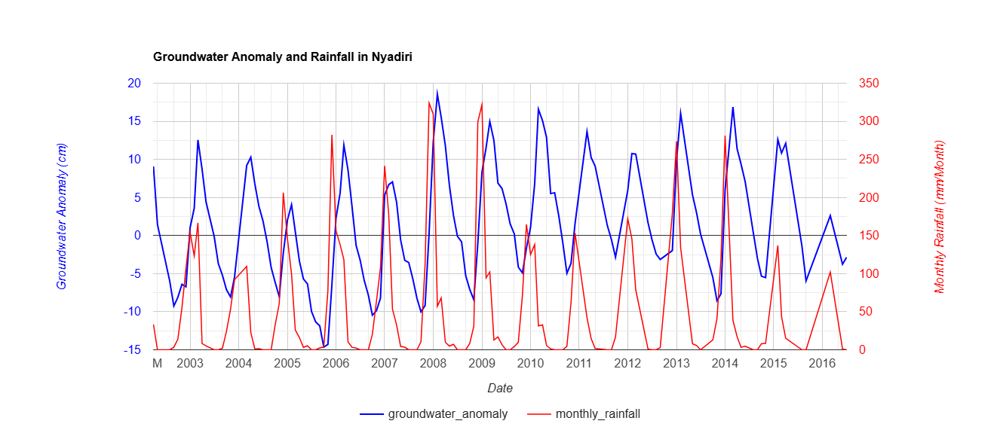 Groundwater Anomaly and Rainfall in Nyadiri
20 350
15 300
10 250
5 200
0 150
-5 100
-10 50
-15 0
Groundwater Anomaly (cm)
Monthly Rainfall (mm/Month)
M 2003 2004 2005 2006 2007 2008 2009 2010 2011 2012 2013 2014 2015 2016
Date
groundwater_anomaly monthly_rainfall